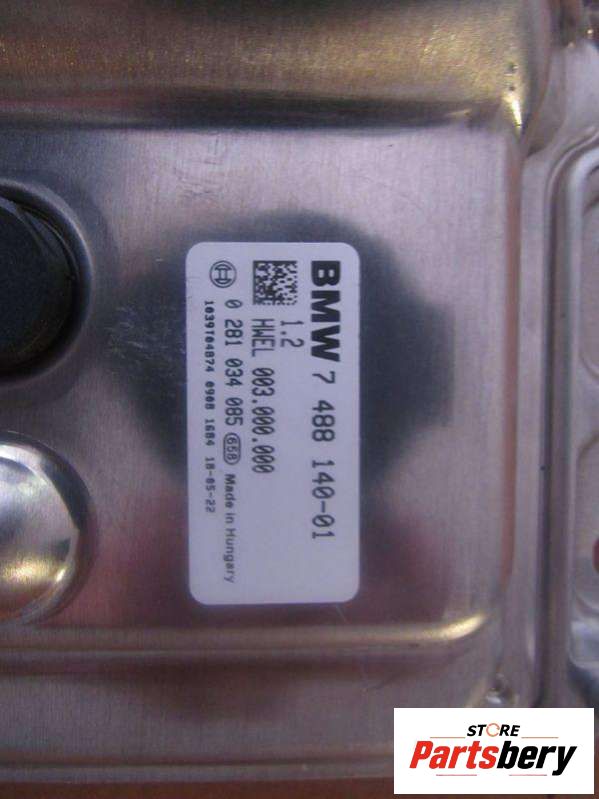 BMW 7 488 140-01
1.2
HWEL 003.000.000
0 281 034 085 658 Made in Hungary
1039T04874 0908 1684 18-05-22
STORE
Partsbery